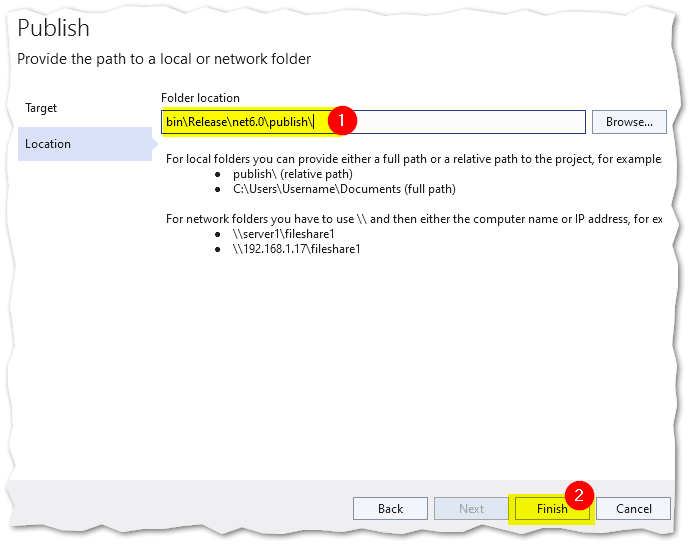 Publish
Provide the path to a local or network folder
Target
Location
Folder location
bin\Release\net6.0\publish\
1
Browse...
For local folders you can provide either a full path or a relative path to the project, for example
• publish\ (relative path)
• C:\Users\Username\Documents (full path)
For network folders you have to use \\ and then either the computer name or IP address, for ex
• \\server1\fileshare1
• \\192.168.1.17\fileshare1
2
Back
Next
Finish
Cancel